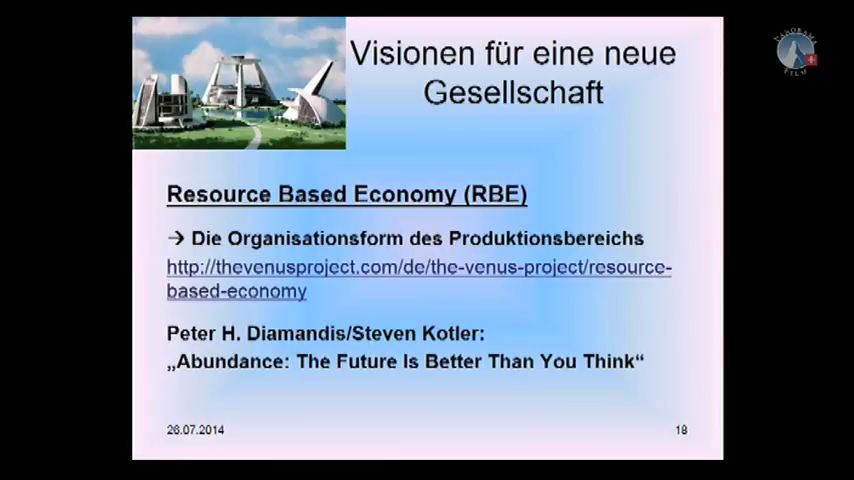 Visionen für eine neue
Gesellschaft
PANORAMA
FILM
Resource Based Economy (RBE)
→ Die Organisationsform des Produktionsbereichs
http://thevenusproject.com/de/the-venus-project/resource-
based-economy
Peter H. Diamandis/Steven Kotler:
„Abundance: The Future Is Better Than You Think“
26.07.2014
18